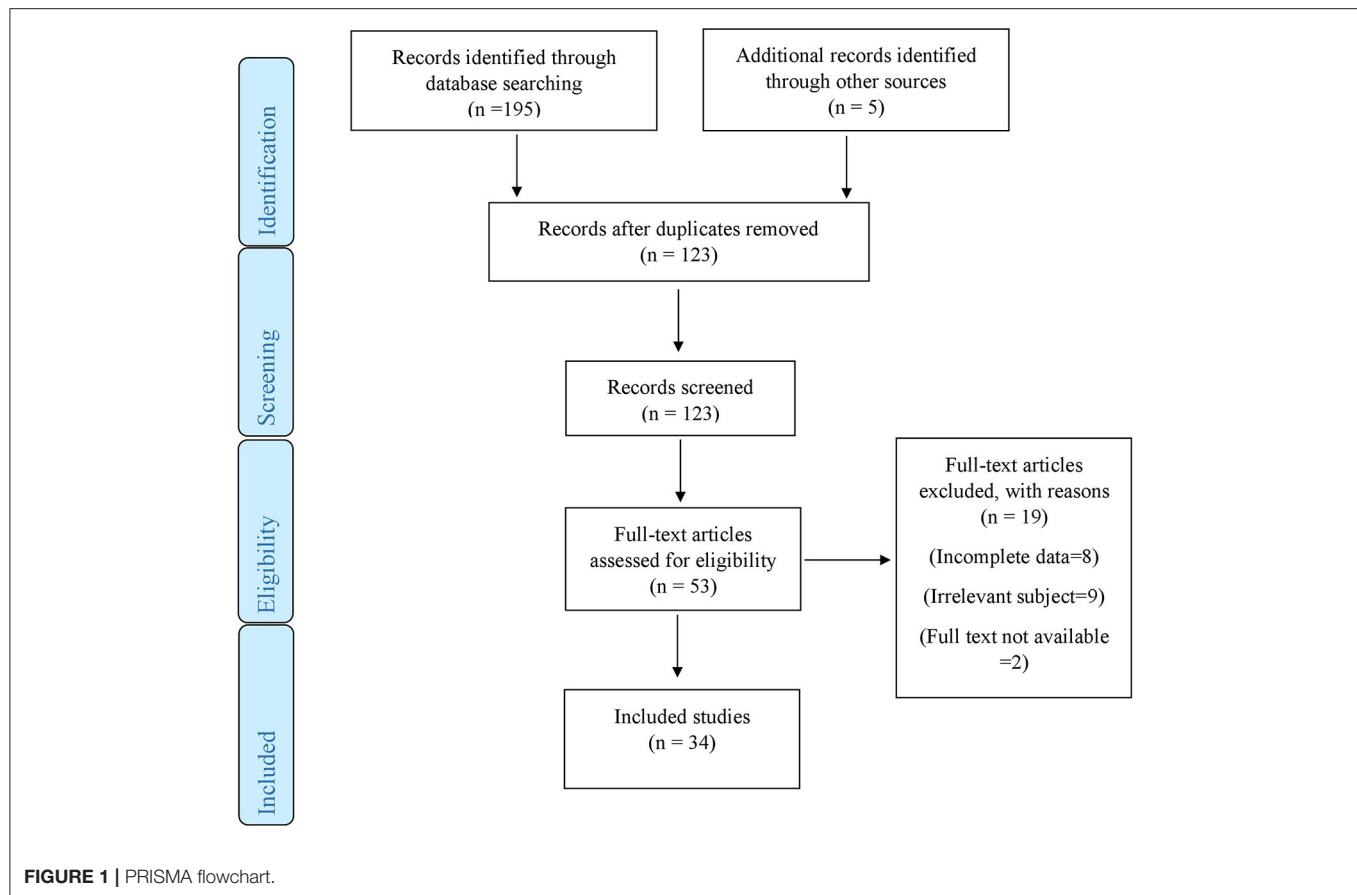 Identification
Records identified through
database searching
(n =195)
Additional records identified
through other sources
(n = 5)
Records after duplicates removed
(n = 123)
Screening
Records screened
(n = 123)
Eligibility
Full-text articles
assessed for eligibility
(n = 53)
Full-text articles
excluded, with reasons
(n = 19)
(Incomplete data=8)
(Irrelevant subject=9)
(Full text not available
=2)
Included
Included studies
(n = 34)
FIGURE 1 | PRISMA flowchart.